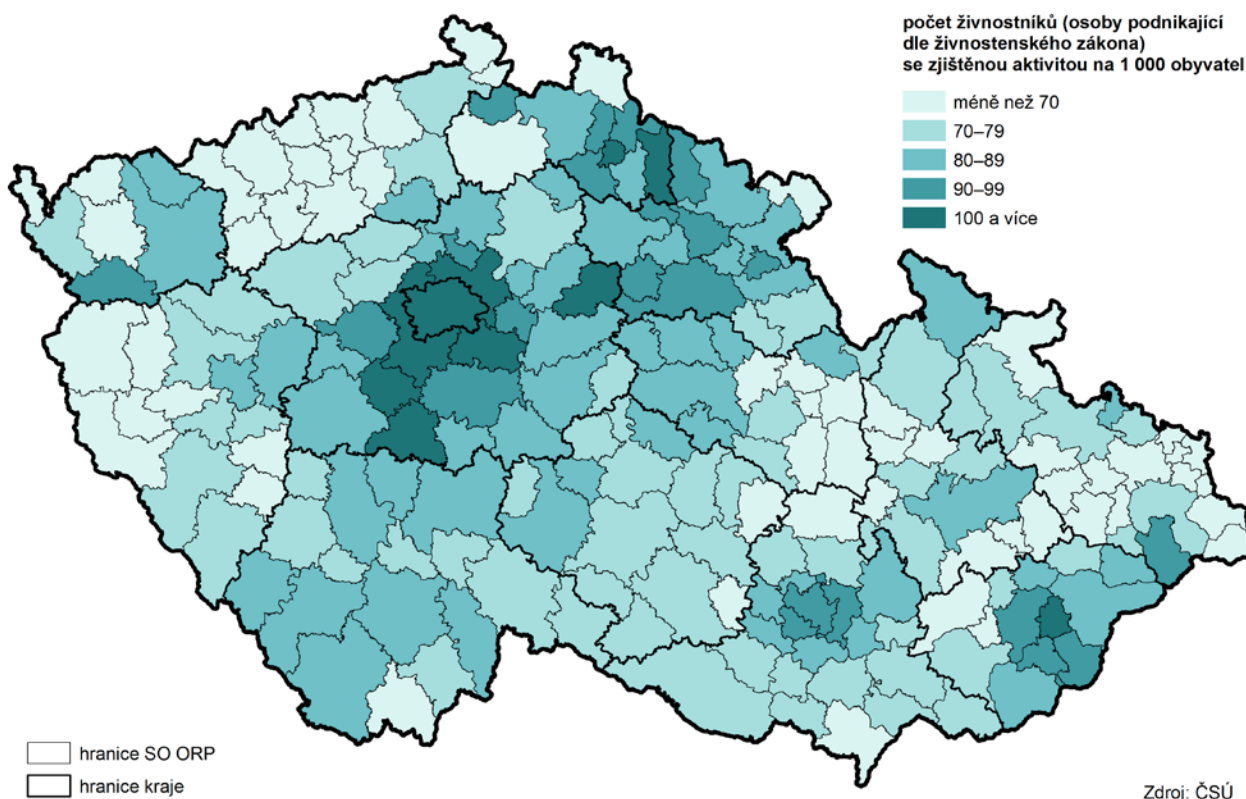 počet živnostníků (osoby podnikající
dle živnostenského zákona)
se zjištěnou aktivitou na 1 000 obyvatel
méně než 70
70–79
80–89
90–99
100 a více
hranice SO ORP
hranice kraje
Zdroj: ČSÚ